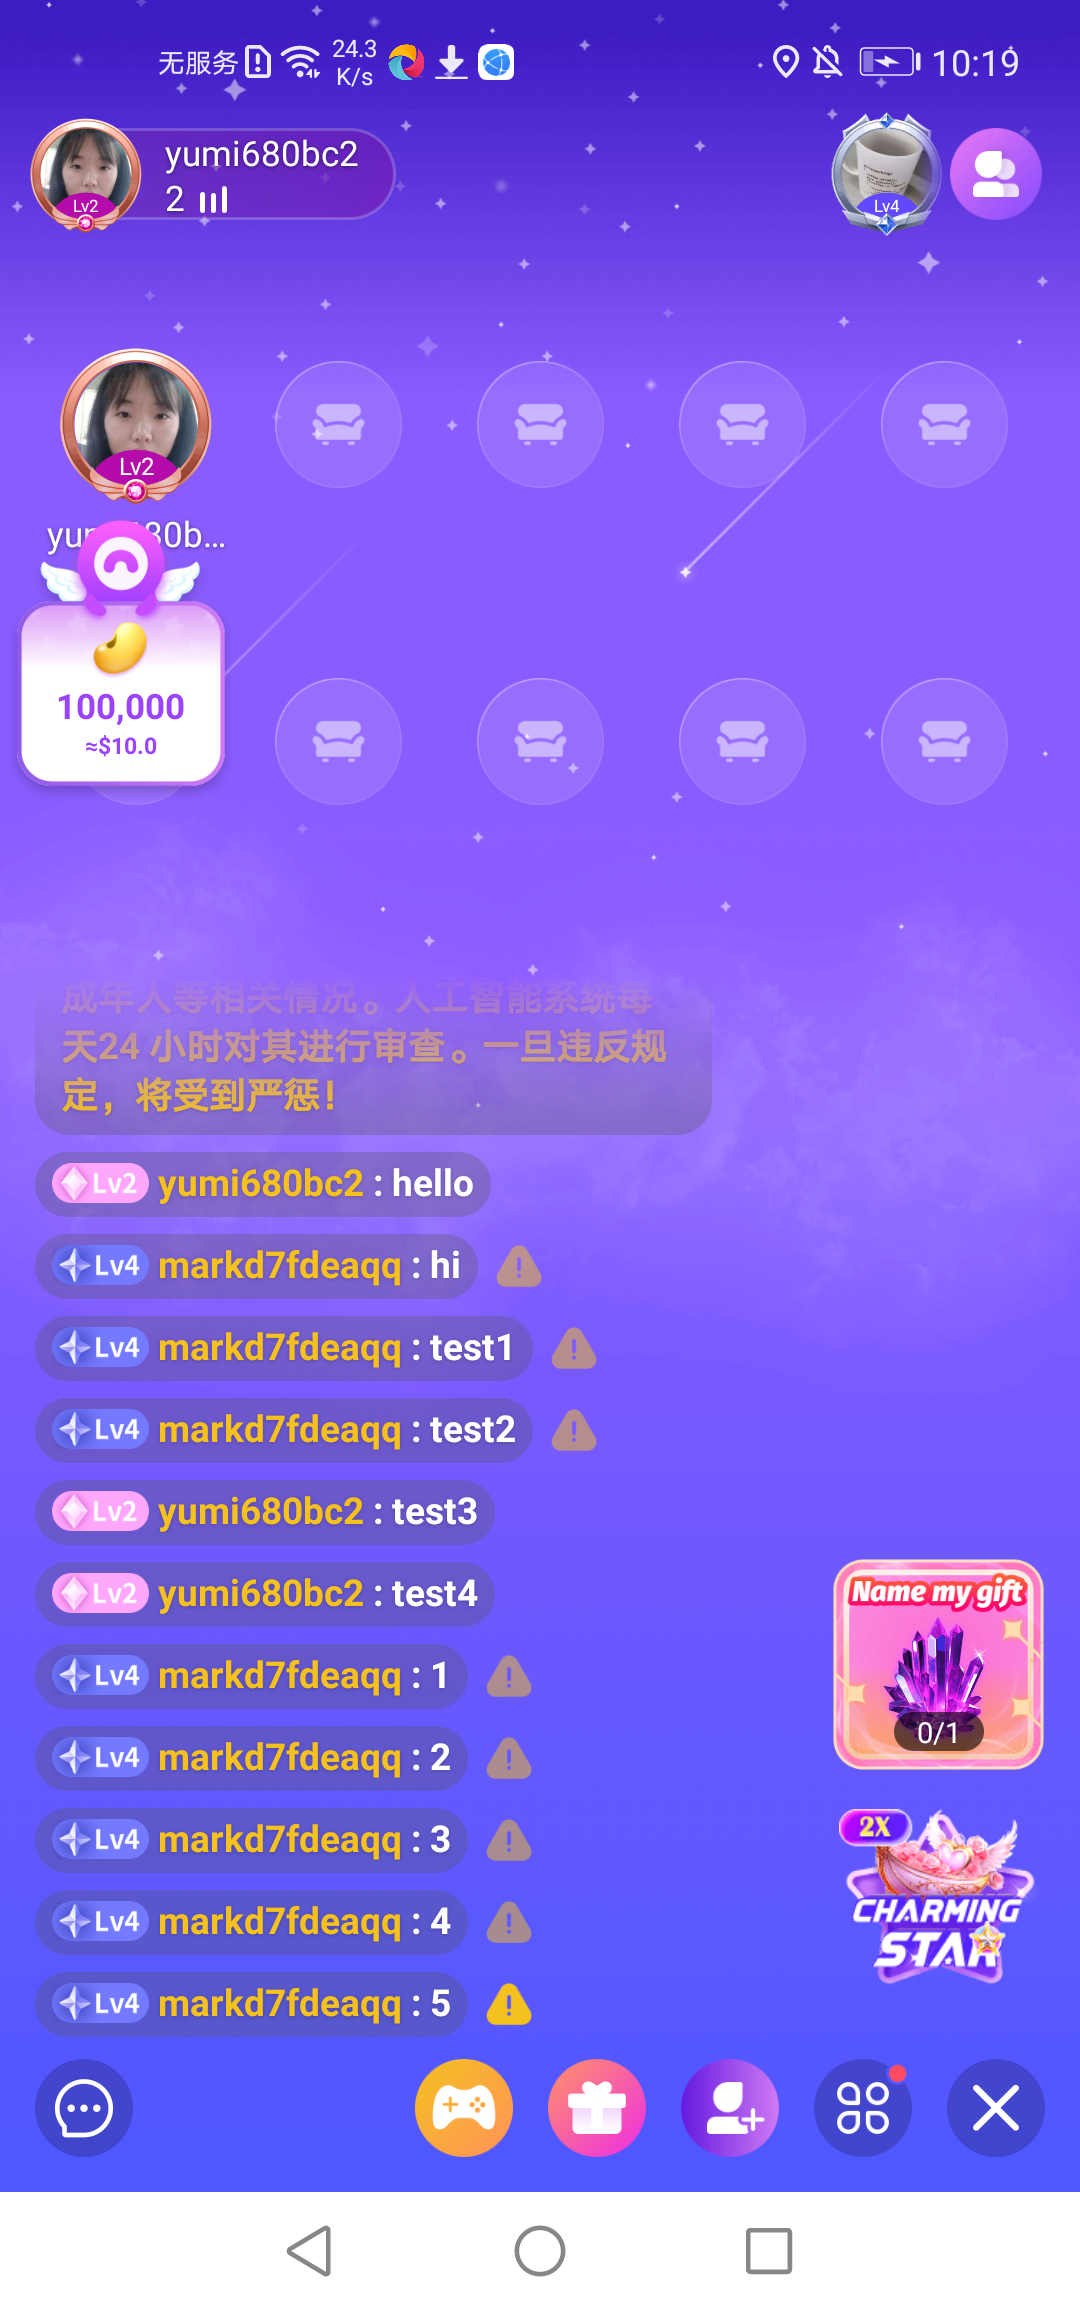 无服务
24.3
K/s
10:19
yumi680bc2
2
Lv2
Lv4
Lv2
100,000
≈$10.0
成年人等相关情况。人工智能系统每
天24 小时对其进行审查。一旦违反规
定，将受到严惩！
Lv2 yumi680bc2 : hello
Lv4 markd7fdeaqq : hi
Lv4 markd7fdeaqq : test1
Lv4 markd7fdeaqq : test2
Lv2 yumi680bc2 : test3
Lv2 yumi680bc2 : test4
Lv4 markd7fdeaqq : 1
Lv4 markd7fdeaqq : 2
Lv4 markd7fdeaqq : 3
Lv4 markd7fdeaqq : 4
Lv4 markd7fdeaqq : 5
Name my gift
0/1
2X
CHARMING
STAR